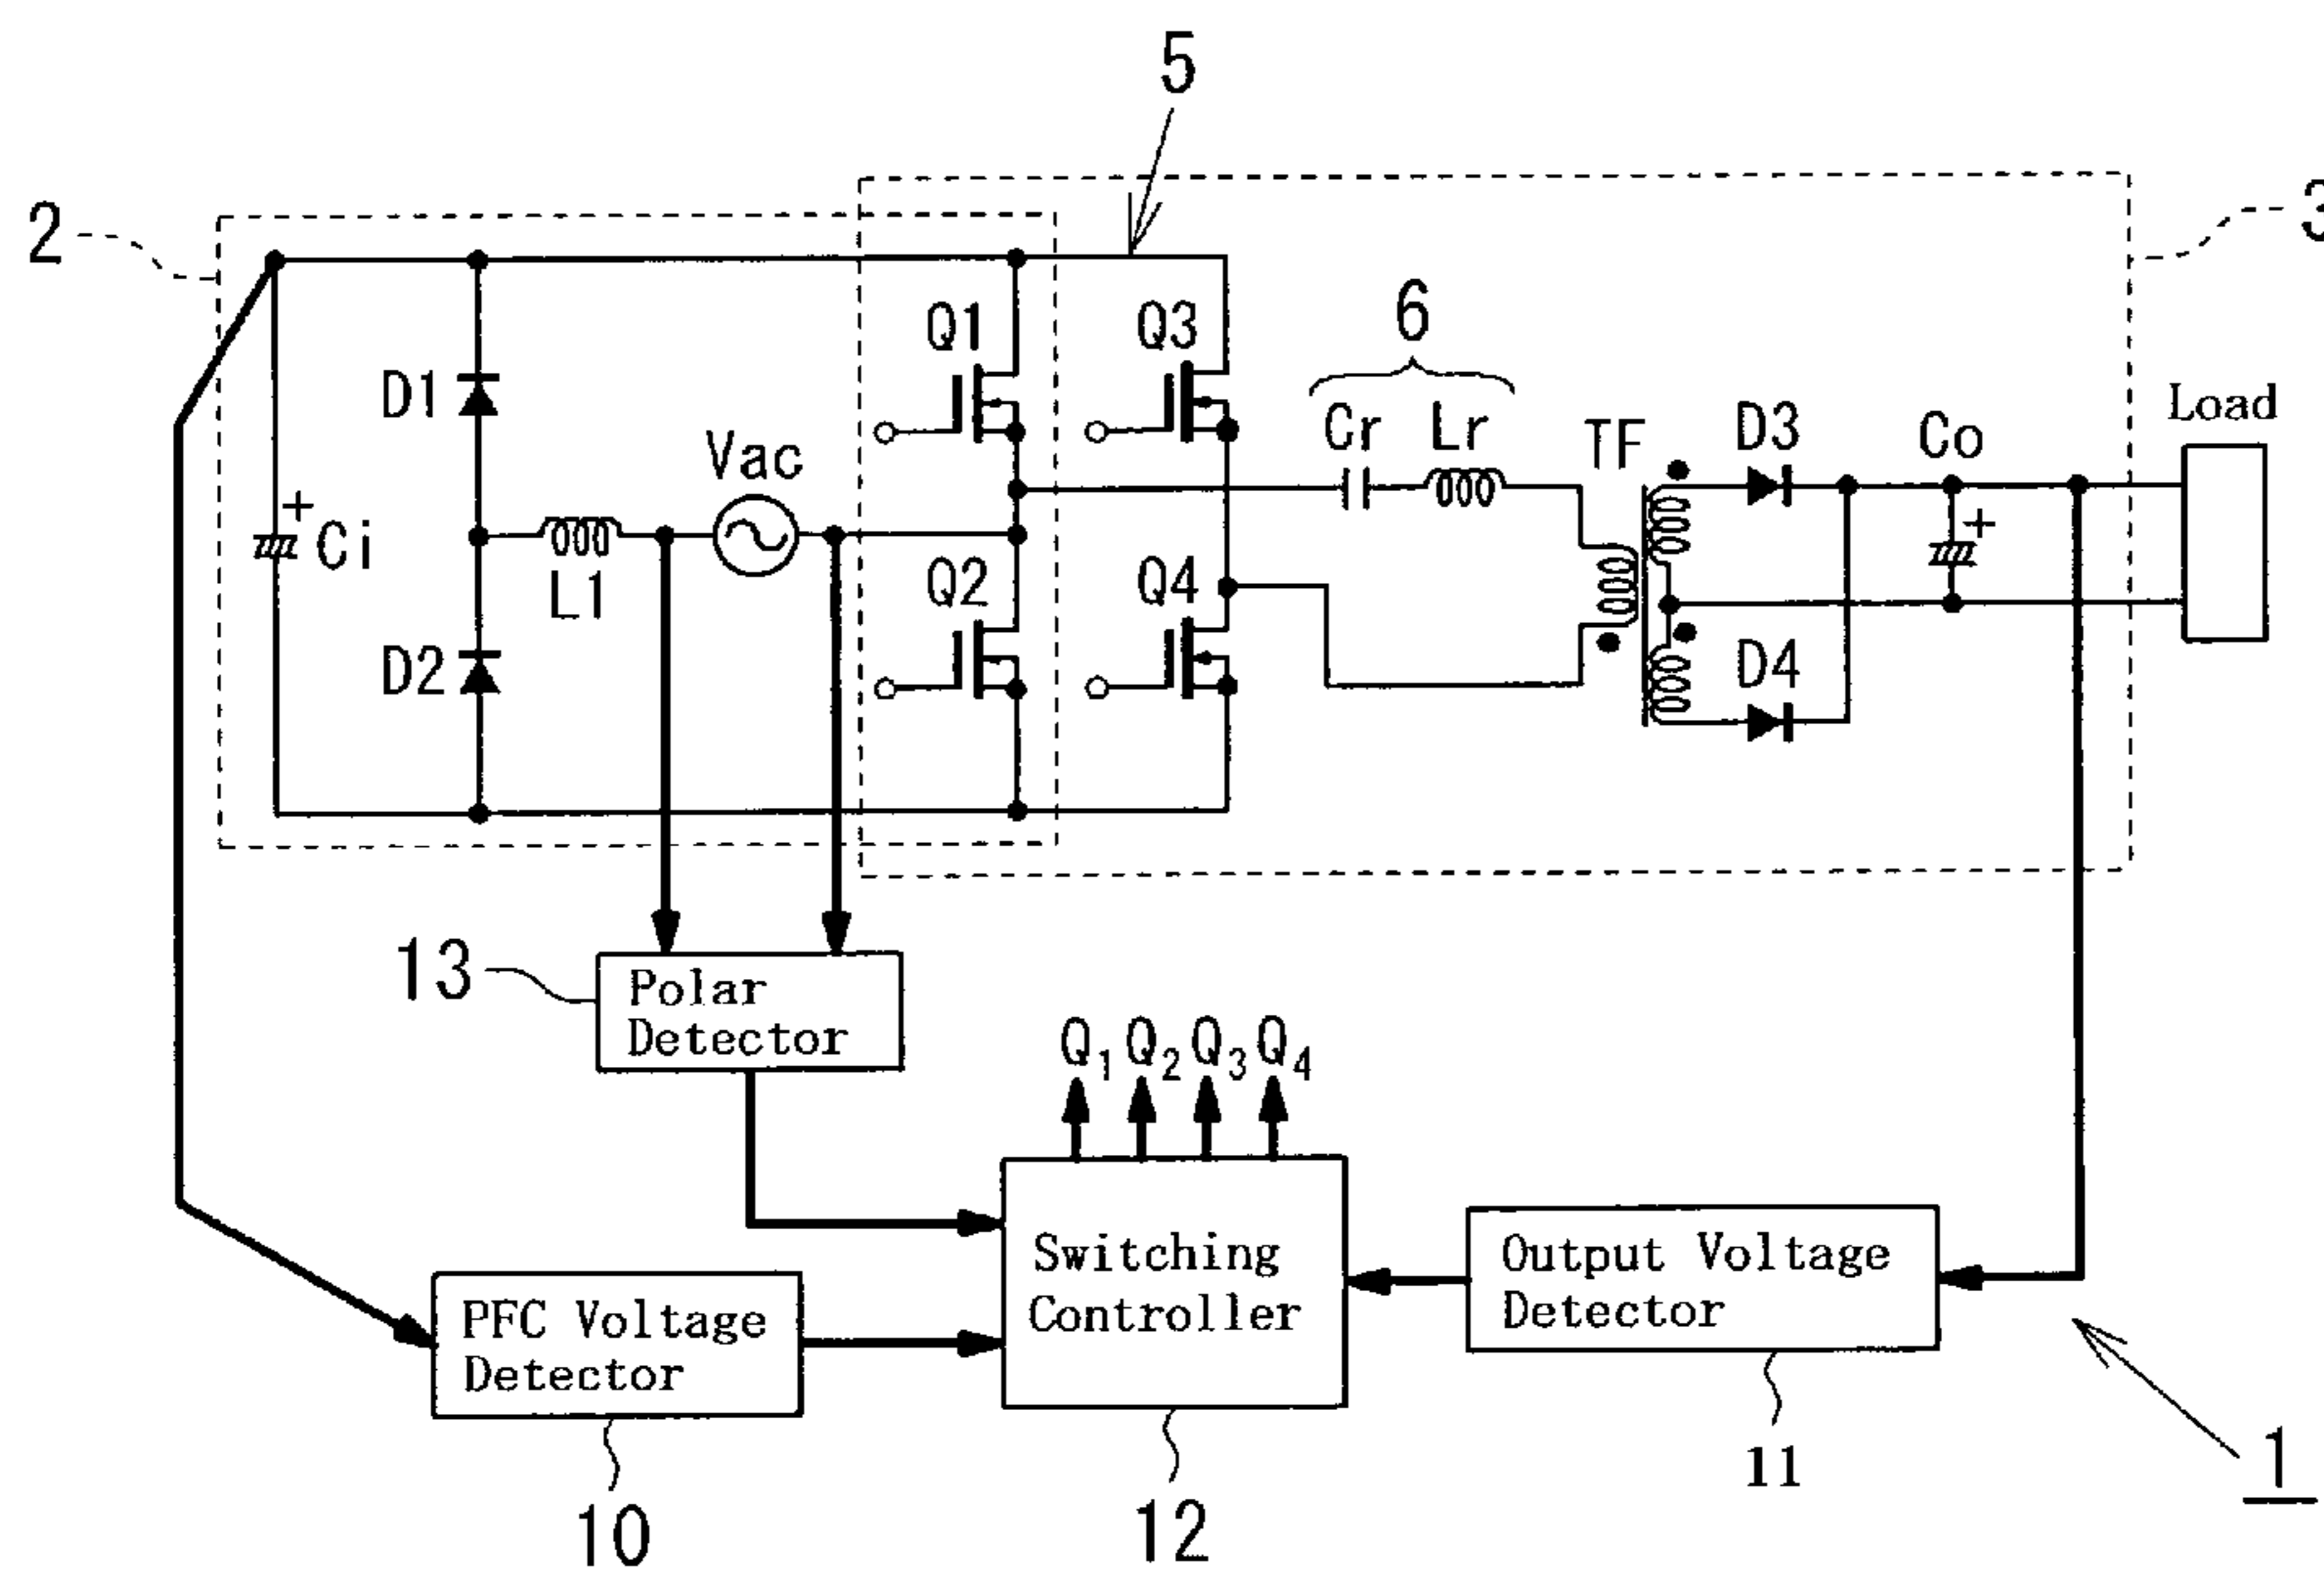 5
2
3
Q1
Q3
6
D1
Cr
Lr
Load
Vac
TF
D3
Co
+
Ci
+
L1
Q2
Q4
D2
D4
13
Polar
Detector
Q1 Q2 Q3 Q4
Switching
Controller
Output Voltage
Detector
PFC Voltage
Detector
11
1
10
12